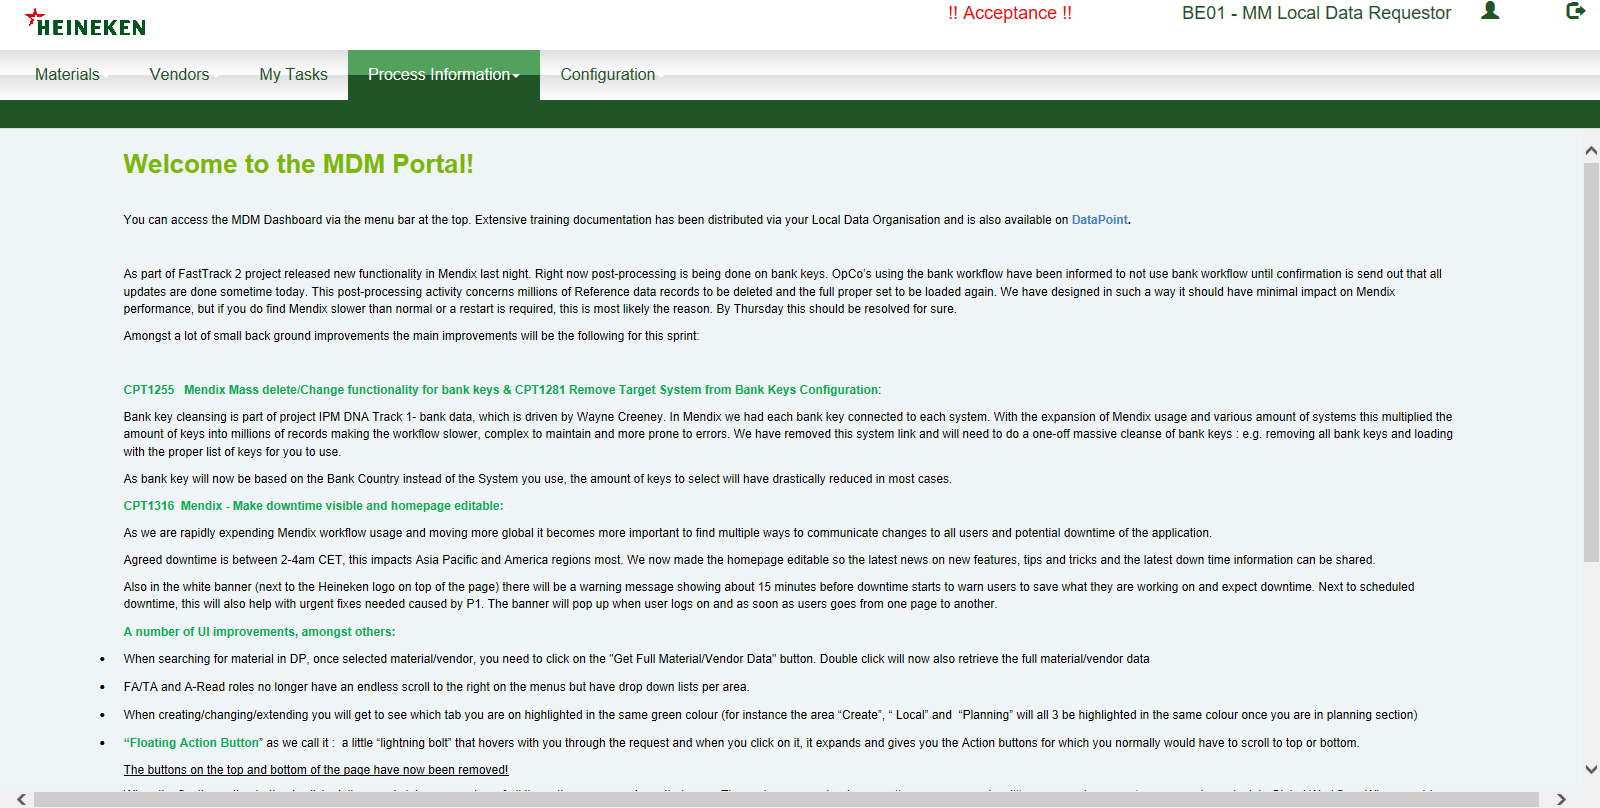 HEINEKEN
!! Acceptance !!
BE01 - MM Local Data Requestor
Materials
Vendors
My Tasks
Process Information
Configuration
Welcome to the MDM Portal!
You can access the MDM Dashboard via the menu bar at the top. Extensive training documentation has been distributed via your Local Data Organisation and is also available on DataPoint.
As part of FastTrack 2 project released new functionality in Mendix last night. Right now post-processing is being done on bank keys. OpCo's using the bank workflow have been informed to not use bank workflow until confirmation is send out that all
updates are done sometime today. This post-processing activity concerns millions of Reference data records to be deleted and the full proper set to be loaded again. We have designed in such a way it should have minimal impact on Mendix
performance, but if you do find Mendix slower than normal or a restart is required, this is most likely the reason. By Thursday this should be resolved for sure.
Amongst a lot of small back ground improvements the main improvements will be the following for this sprint:
CPT1255 Mendix Mass delete/Change functionality for bank keys & CPT1281 Remove Target System from Bank Keys Configuration:
Bank key cleansing is part of project IPM DNA Track 1- bank data, which is driven by Wayne Creeney. In Mendix we had each bank key connected to each system. With the expansion of Mendix usage and various amount of systems this multiplied the
amount of keys into millions of records making the workflow slower, complex to maintain and more prone to errors. We have removed this system link and will need to do a one-off massive cleanse of bank keys : e.g. removing all bank keys and loading
with the proper list of keys for you to use.
As bank key will now be based on the Bank Country instead of the System you use, the amount of keys to select will have drastically reduced in most cases.
CPT1316 Mendix - Make downtime visible and homepage editable:
As we are rapidly expending Mendix workflow usage and moving more global it becomes more important to find multiple ways to communicate changes to all users and potential downtime of the application.
Agreed downtime is between 2-4am CET, this impacts Asia Pacific and America regions most. We now made the homepage editable so the latest news on new features, tips and tricks and the latest down time information can be shared.
Also in the white banner (next to the Heineken logo on top of the page) there will be a warning message showing about 15 minutes before downtime starts to warn users to save what they are working on and expect downtime. Next to scheduled
downtime, this will also help with urgent fixes needed caused by P1. The banner will pop up when user logs on and as soon as users goes from one page to another.
A number of UI improvements, amongst others:
• When searching for material in DP, once selected material/vendor, you need to click on the "Get Full Material/Vendor Data" button. Double click will now also retrieve the full material/vendor data
• FA/TA and A-Read roles no longer have an endless scroll to the right on the menus but have drop down lists per area.
• When creating/changing/extending you will get to see which tab you are on highlighted in the same green colour (for instance the area “Create”, “ Local” and “Planning” will all 3 be highlighted in the same colour once you are in planning section)
• “Floating Action Button” as we call it : a little “lightning bolt” that hovers with you through the request and when you click on it, it expands and gives you the Action buttons for which you normally would have to scroll to top or bottom.
The buttons on the top and bottom of the page have now been removed!